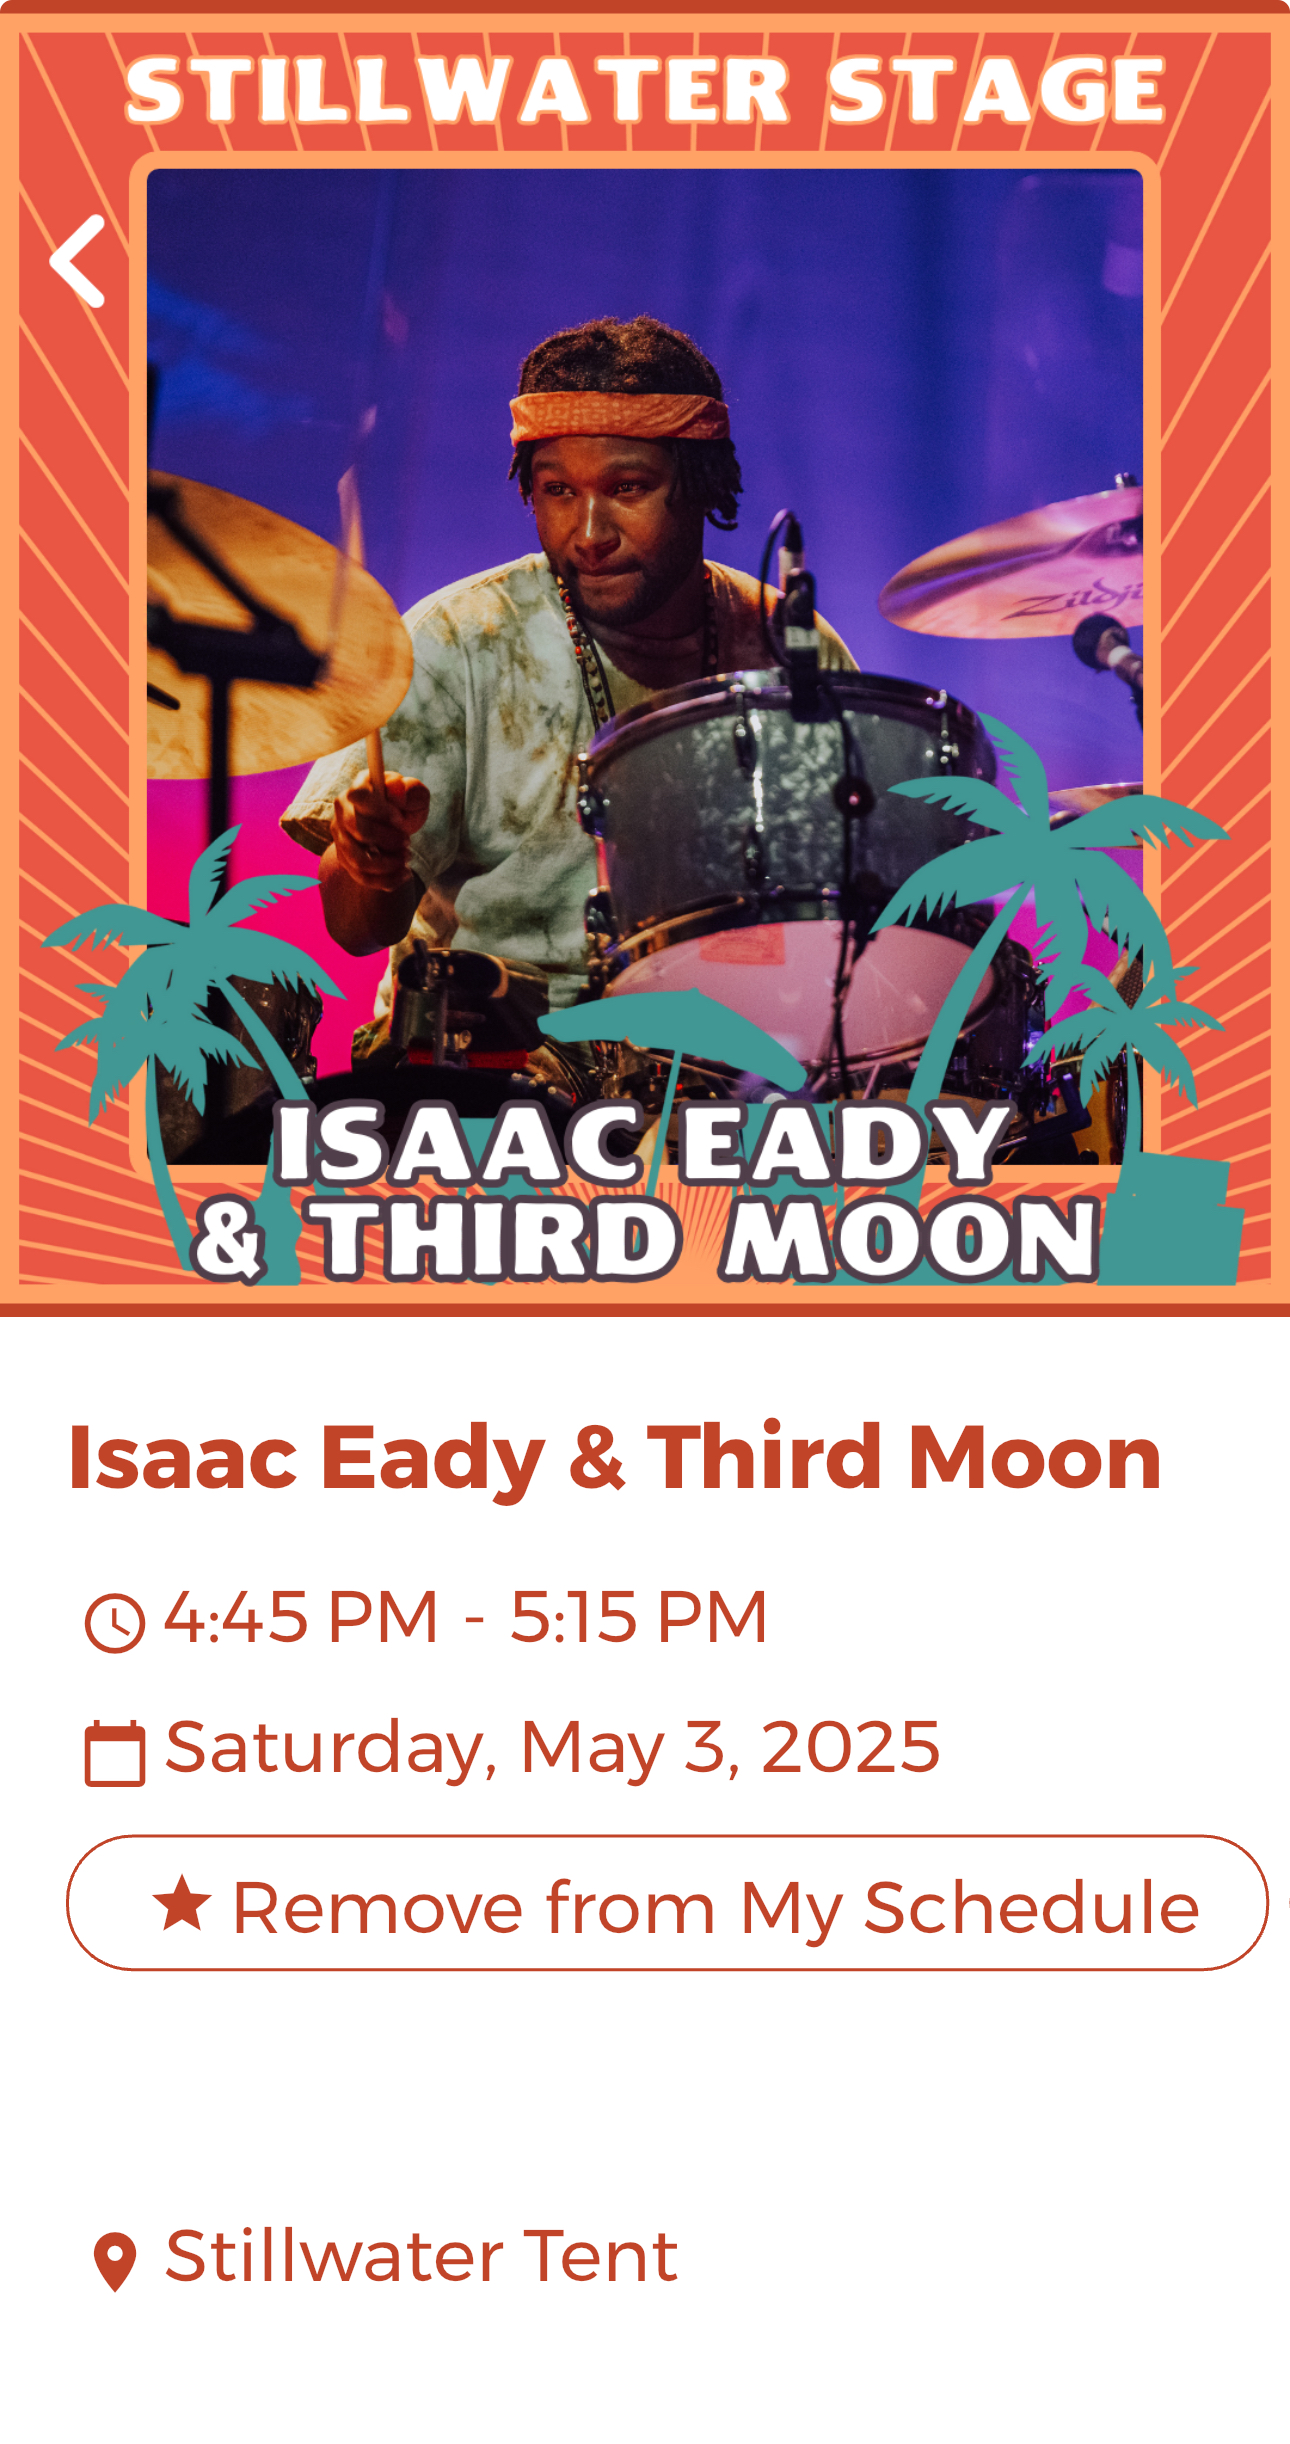 STILLWATER STAGE
ISAAC EADY
& THIRD MOON
Isaac Eady & Third Moon
4:45 PM - 5:15 PM
Saturday, May 3, 2025
Remove from My Schedule
Stillwater Tent